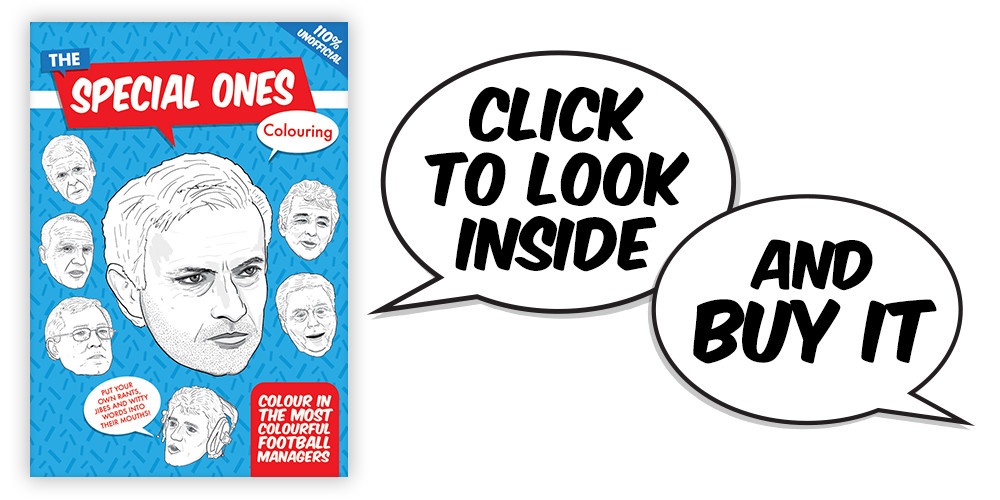 110%
UNOFFICIAL
THE
SPECIAL ONES
Colouring
PUT YOUR
OWN RANTS,
JIBES AND WITTY
WORDS INTO
THEIR MOUTHS!
COLOUR IN
THE MOST
COLOURFUL
FOOTBALL
MANAGERS
CLICK
TO LOOK
INSIDE
AND
BUY IT